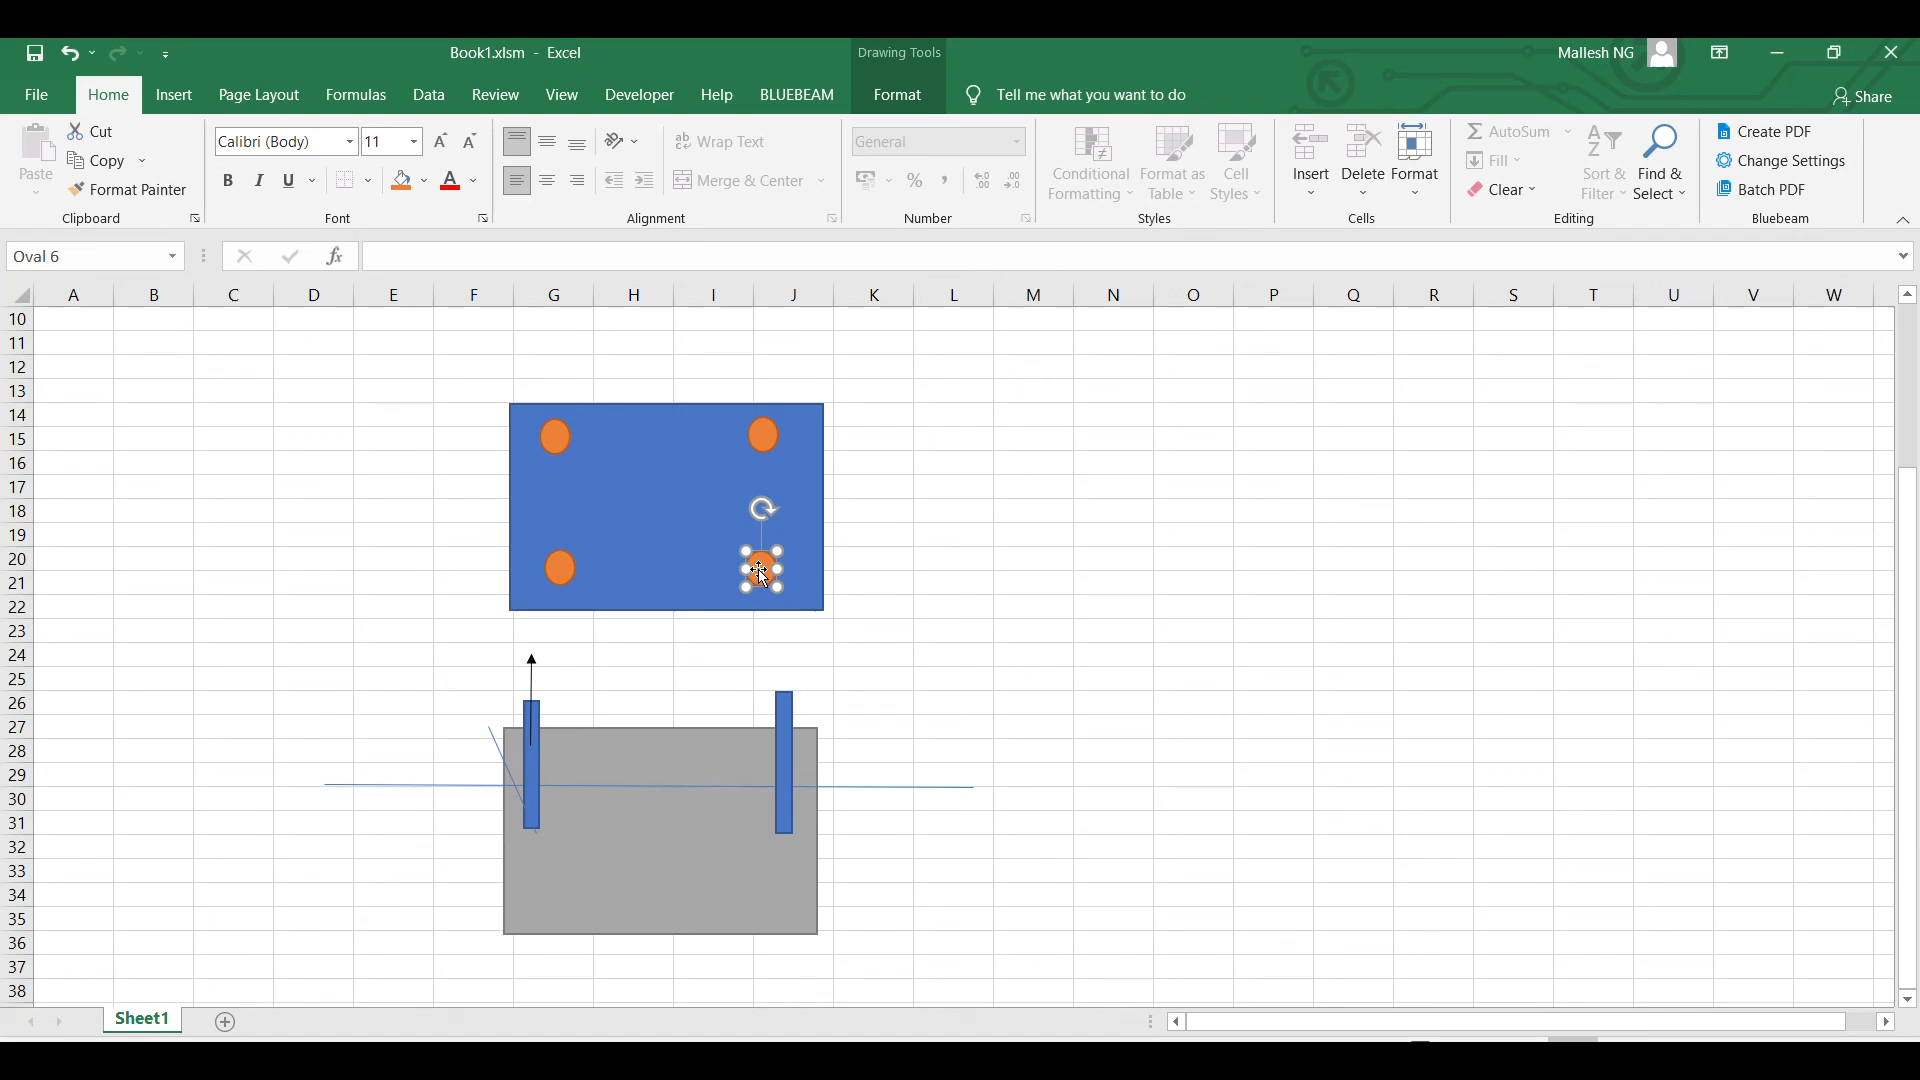 Book1.xlsm - Excel
Drawing Tools
Mallesh NG
File Home Insert Page Layout Formulas Data Review View Developer Help BLUEBEAM Format Tell me what you want to do Share
Paste
Cut
Copy
Format Painter
Clipboard
Calibri (Body) 11
A A
B I U A
Font
ab Wrap Text
Merge & Center
Alignment
General
% ,
Number
Conditional Formatting
Format as Table
Cell Styles
Styles
Insert
Delete
Format
Cells
AutoSum
Fill
Clear
Sort & Filter
Find & Select
Editing
Create PDF
Change Settings
Batch PDF
Bluebeam
Oval 6
fx
A B C D E F G H I J K L M N O P Q R S T U V W
10
11
12
13
14
15
16
17
18
19
20
21
22
23
24
25
26
27
28
29
30
31
32
33
34
35
36
37
38
Sheet1